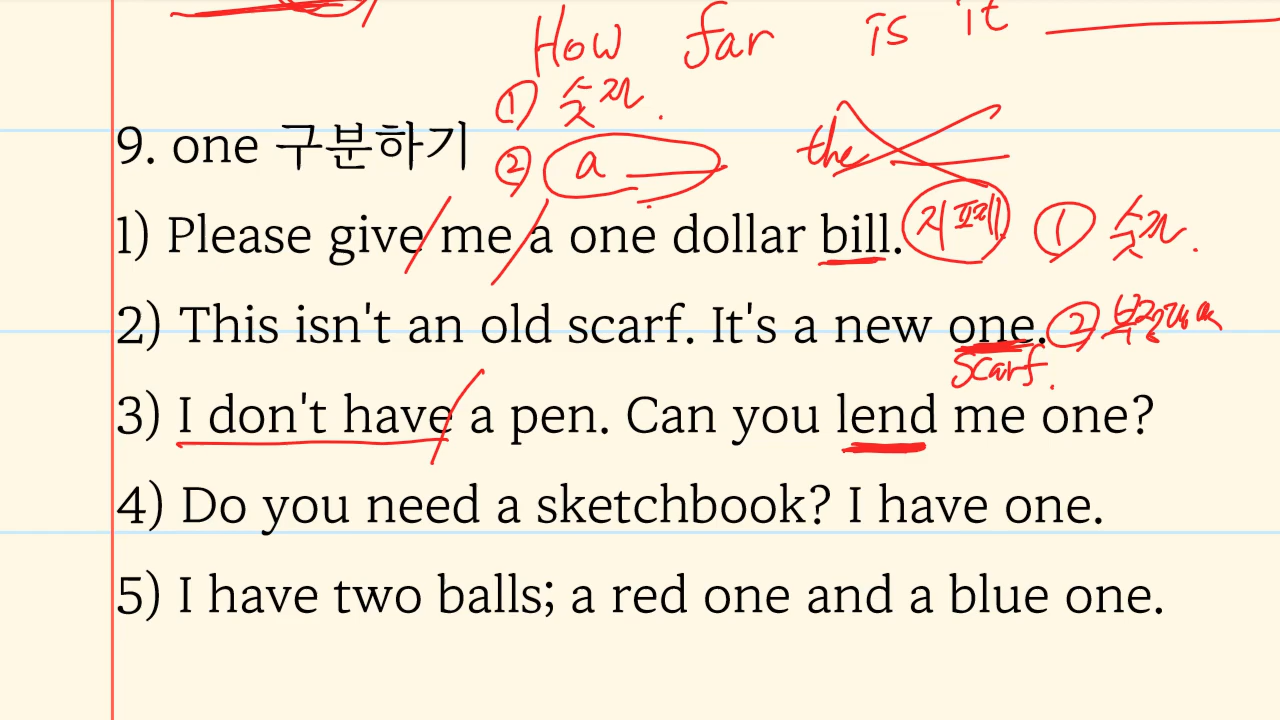 How far is it
① 숫자.
9. one 구분하기
② a the
1) Please give me a one dollar bill. 지폐 ① 숫자.
2) This isn't an old scarf. It's a new one. ②
scarf.
3) I don't have a pen. Can you lend me one?
4) Do you need a sketchbook? I have one.
5) I have two balls; a red one and a blue one.